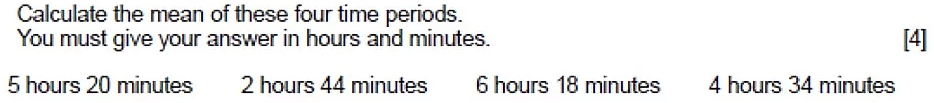 Calculate the mean of these four time periods.
You must give your answer in hours and minutes. [4]
5 hours 20 minutes 2 hours 44 minutes 6 hours 18 minutes 4 hours 34 minutes